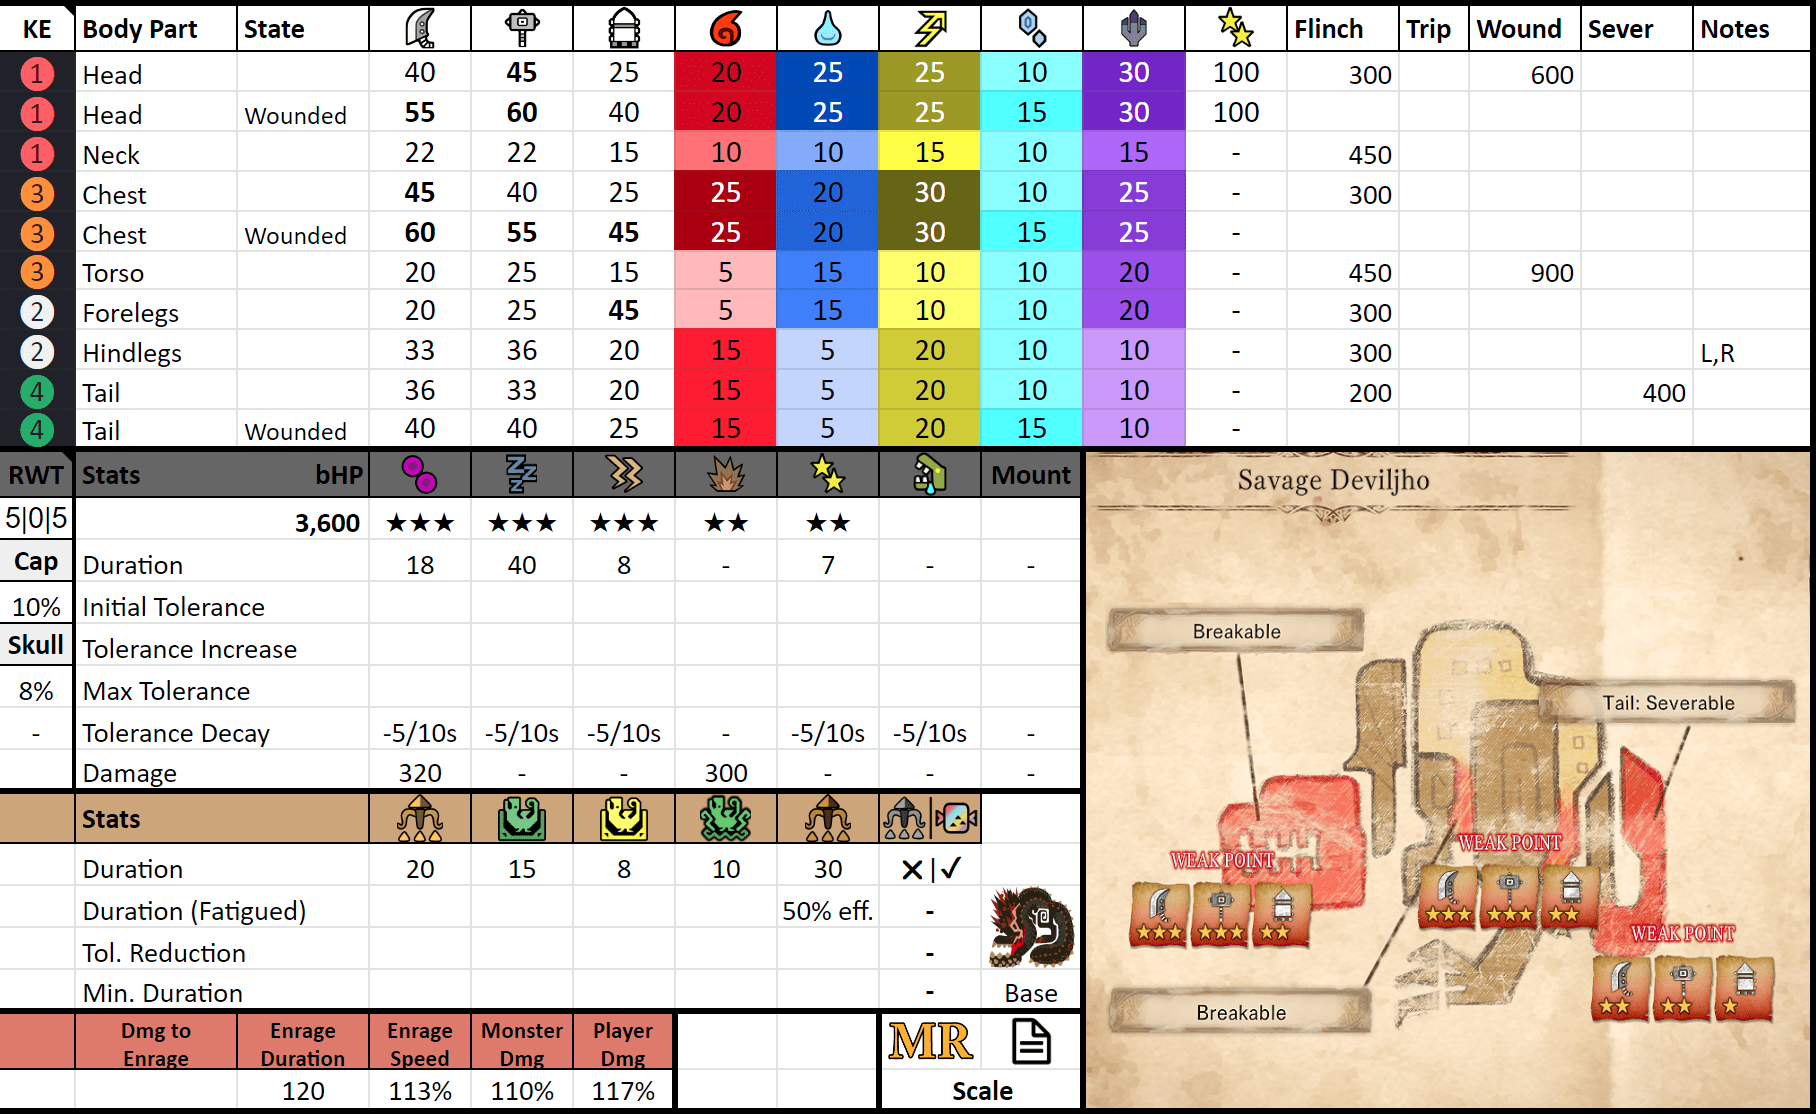 KE Body Part State Flinch Trip Wound Sever Notes
1 Head 40 45 25 20 25 25 10 30 100 300 600
1 Head Wounded 55 60 40 20 25 25 15 30 100
1 Neck 22 22 15 10 10 15 10 15 - 450
3 Chest 45 40 25 25 20 30 10 25 - 300
3 Chest Wounded 60 55 45 25 20 30 15 25 -
3 Torso 20 25 15 5 15 10 10 20 - 450 900
2 Forelegs 20 25 45 5 15 10 10 20 - 300
2 Hindlegs 33 36 20 15 5 20 10 10 - 300 L,R
4 Tail 36 33 20 15 5 20 10 10 - 200 400
4 Tail Wounded 40 40 25 15 5 20 15 10 -
RWT Stats bHP Mount
5|0|5 3,600 ★★★ ★★★ ★★★ ★★ ★★
Cap Duration 18 40 8 - 7 - -
10% Initial Tolerance
Skull Tolerance Increase
8% Max Tolerance
- Tolerance Decay -5/10s -5/10s -5/10s - -5/10s -5/10s -
Damage 320 - - 300 - - -
Stats
Duration 20 15 8 10 30 ✕|✓
Duration (Fatigued) 50% eff. -
Tol. Reduction -
Min. Duration - Base
Dmg to Enrage Enrage Duration Enrage Speed Monster Dmg Player Dmg MR
120 113% 110% 117% Scale
Savage Deviljho
Breakable
Tail: Severable
WEAK POINT
WEAK POINT
WEAK POINT
Breakable